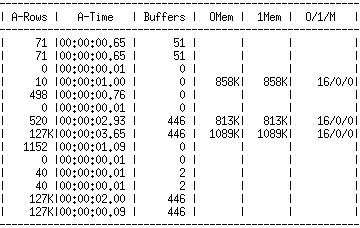 | A-Rows | A-Time | Buffers | OMem | 1Mem | O/1/M |
| 71 |00:00:00.65 | 51 | | | |
| 71 |00:00:00.65 | 51 | | | |
| 0 |00:00:00.01 | 0 | | | |
| 10 |00:00:01.00 | 0 | 858K| 858K| 16/0/0|
| 498 |00:00:00.76 | 0 | | | |
| 0 |00:00:00.01 | 0 | | | |
| 520 |00:00:02.93 | 446 | 813K| 813K| 16/0/0|
| 127K|00:00:03.65 | 446 | 1089K| 1089K| 16/0/0|
| 1152 |00:00:01.09 | 0 | | | |
| 0 |00:00:00.01 | 0 | | | |
| 40 |00:00:00.01 | 2 | | | |
| 40 |00:00:00.01 | 2 | | | |
| 127K|00:00:02.00 | 446 | | | |
| 127K|00:00:00.09 | 446 | | | |